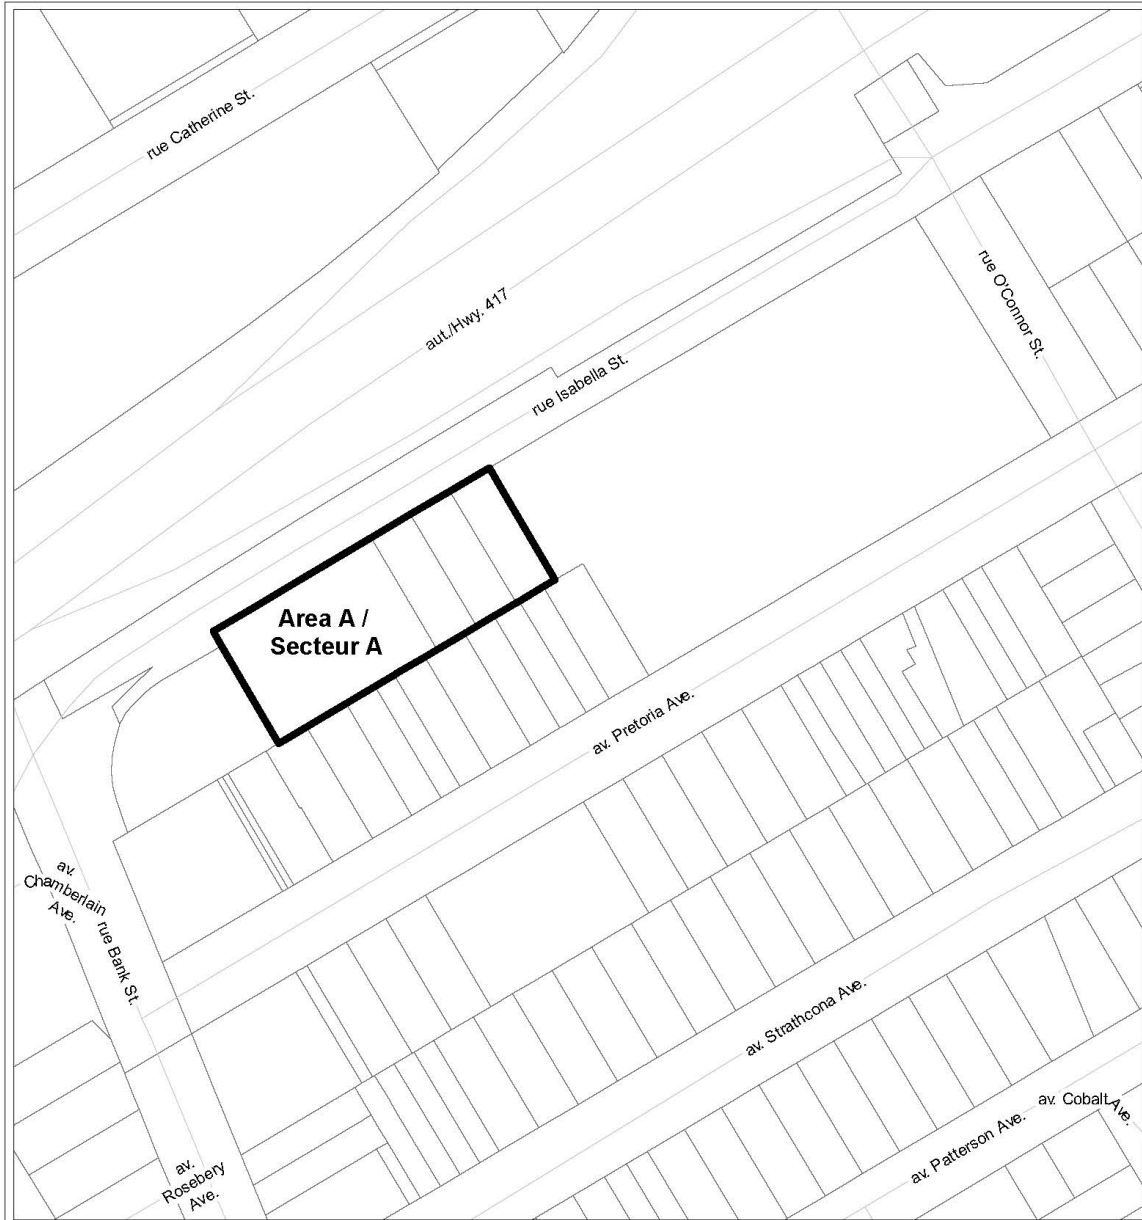 rue Catherine St.
rue O'Connor St.
aut./Hwy. 417
rue Isabella St.
Area A /
Secteur A
av. Pretoria Ave.
av.
Chamberlain
Ave.
rue Bank St.
av. Strathcona Ave.
av. Cobalt Ave.
av. Patterson Ave.
av.
Rosebery
Ave.